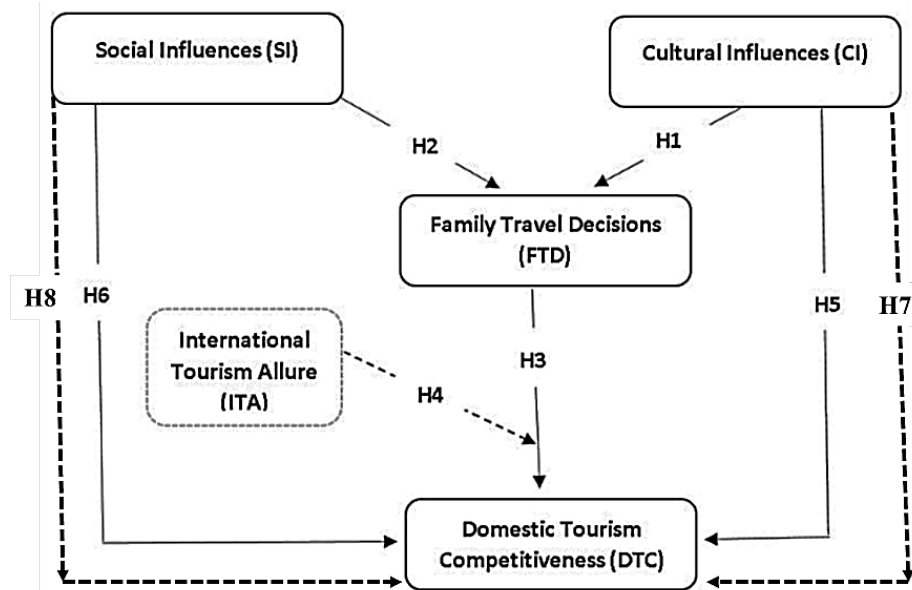 Social Influences (SI)
Cultural Influences (CI)
H2
H1
Family Travel Decisions
(FTD)
H8
H6
H5
H7
International
Tourism Allure
(ITA)
H3
H4
Domestic Tourism
Competitiveness (DTC)